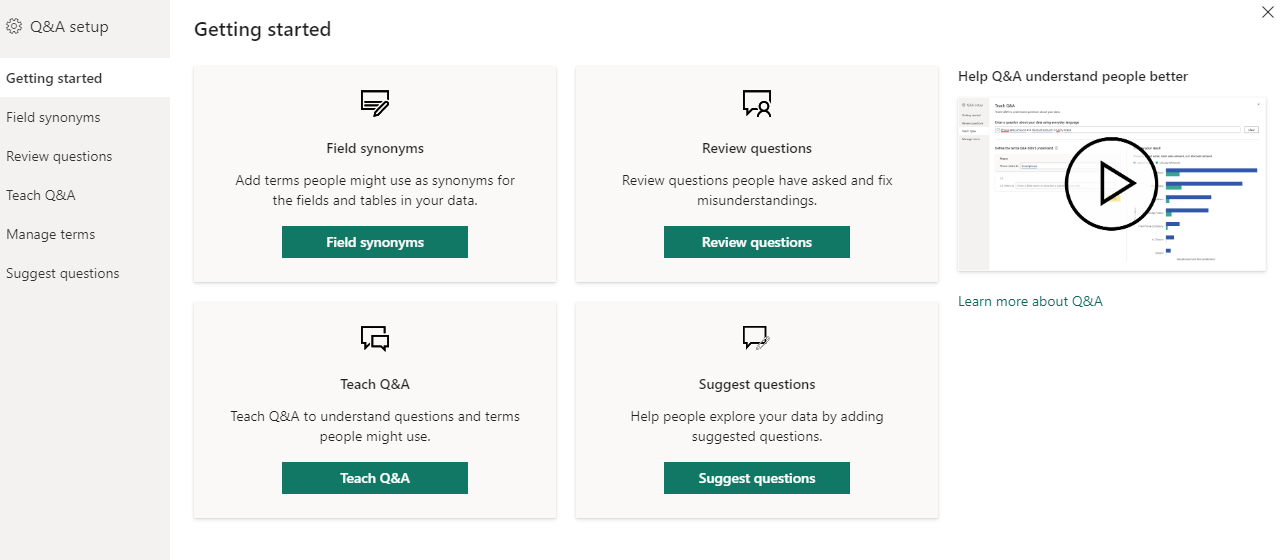 Q&A setup
Getting started
Field synonyms
Review questions
Teach Q&A
Manage terms
Suggest questions
Getting started
Field synonyms
Add terms people might use as synonyms for
the fields and tables in your data.
Field synonyms
Review questions
Review questions people have asked and fix
misunderstandings.
Review questions
Teach Q&A
Teach Q&A to understand questions and terms
people might use.
Teach Q&A
Suggest questions
Help people explore your data by adding
suggested questions.
Suggest questions
Help Q&A understand people better
Teach Q&A
Learn more about Q&A